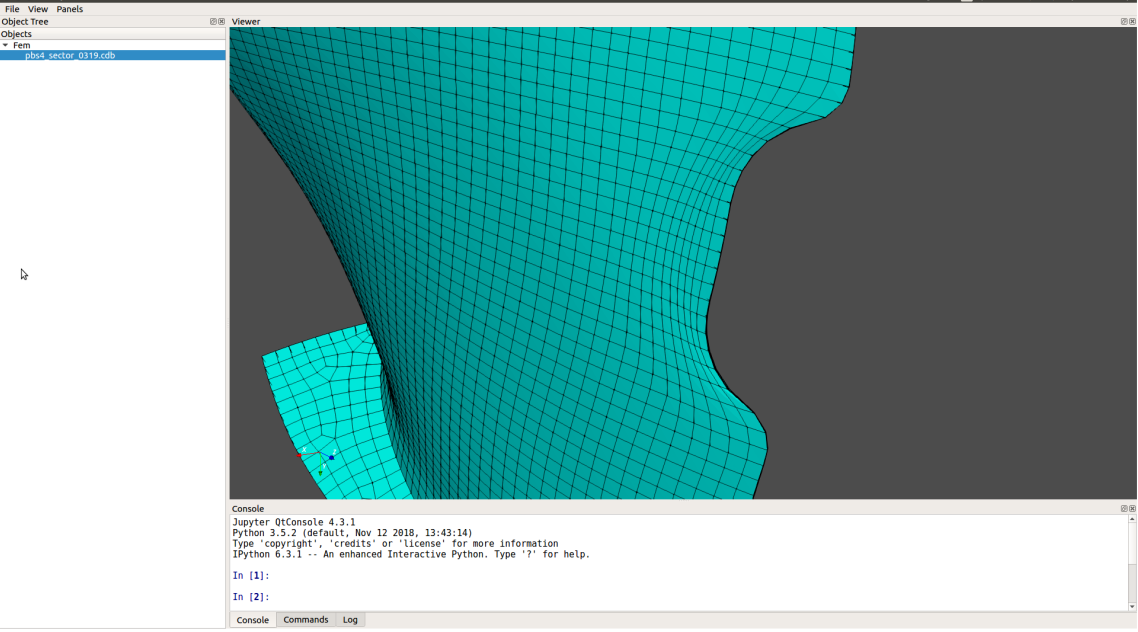 File View Panels
Object Tree
Viewer
Objects
Fem
pbs4_sector_0319.cdb
Console
Jupyter QtConsole 4.3.1
Python 3.5.2 (default, Nov 12 2018, 13:43:14)
Type 'copyright', 'credits' or 'license' for more information
IPython 6.3.1 -- An enhanced Interactive Python. Type '?' for help.
In [1]:
In [2]:
Console Commands Log